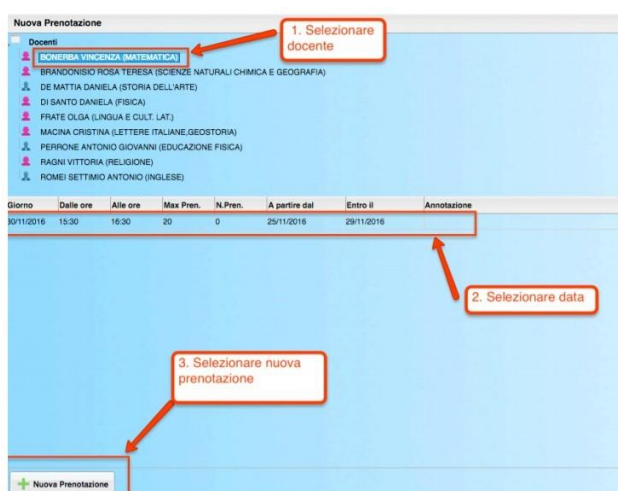 Nuova Prenotazione
1. Selezionare
docente
Docenti
BONERBA VINCENZA (MATEMATICA)
BRANDONISIO ROSA TERESA (SCIENZE NATURALI CHIMICA E GEOGRAFIA)
DE MATTIA DANIELA (STORIA DELL'ARTE)
DI SANTO DANIELA (FISICA)
FRATE OLGA (LINGUA E CULT. LAT.)
MACINA CRISTINA (LETTERE ITALIANE,GEOSTORIA)
PERRONE ANTONIO GIOVANNI (EDUCAZIONE FISICA)
RAGNI VITTORIA (RELIGIONE)
ROMEI SETTIMIO ANTONIO (INGLESE)
Giorno Dalle ore Alle ore Max Pren. N.Pren. A partire dal Entro il Annotazione
30/11/2016 15:30 16:30 20 0 25/11/2016 29/11/2016
2. Selezionare data
3. Selezionare nuova
prenotazione
Nuova Prenotazione